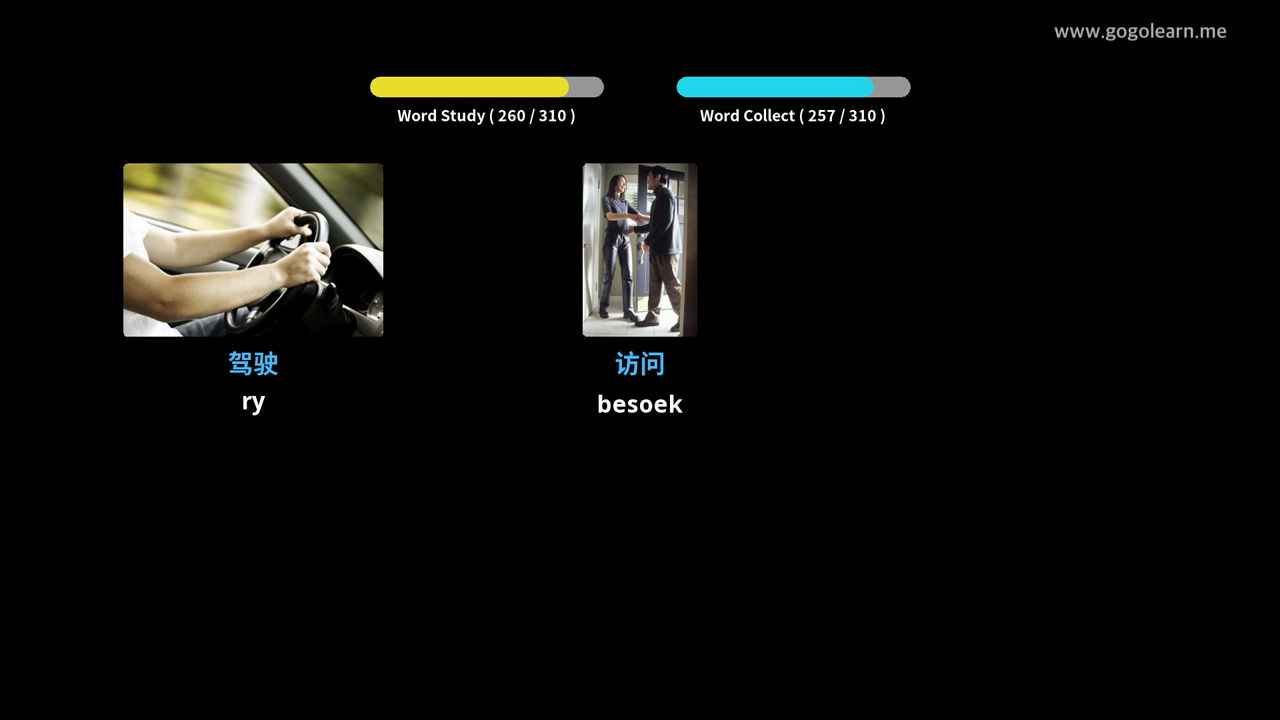 www.gogolearn.me
Word Study ( 260 / 310 )
Word Collect ( 257 / 310 )
驾驶
访问
ry
besoek